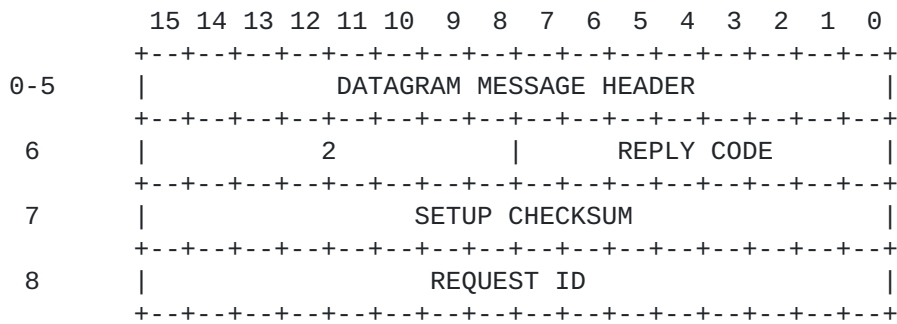 15 14 13 12 11 10 9 8 7 6 5 4 3 2 1 0
+--+--+--+--+--+--+--+--+--+--+--+--+--+--+--+--+
0-5 | DATAGRAM MESSAGE HEADER |
+--+--+--+--+--+--+--+--+--+--+--+--+--+--+--+--+
6 | 2 | REPLY CODE |
+--+--+--+--+--+--+--+--+--+--+--+--+--+--+--+--+
7 | SETUP CHECKSUM |
+--+--+--+--+--+--+--+--+--+--+--+--+--+--+--+--+
8 | REQUEST ID |
+--+--+--+--+--+--+--+--+--+--+--+--+--+--+--+--+